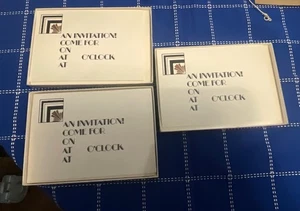 AN INVITATION!
COME FOR
ON
AT O'CLOCK
AT
AN INVITATION!
COME FOR
ON
AT O'CLOCK
AT
AN INVITATION!
COME FOR
ON
AT O'CLOCK
AT